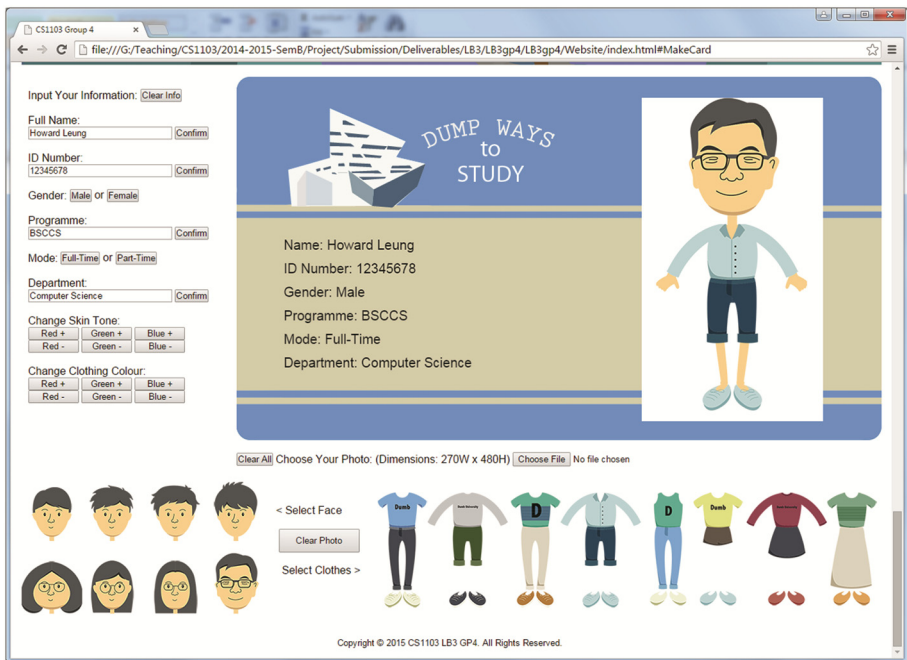 CS1103 Group 4
file:///G:/Teaching/CS1103/2014-2015-SemB/Project/Submission/Deliverables/LB3/LB3gp4/LB3gp4/Website/index.html#MakeCard
Input Your Information: Clear Info
Full Name:
Howard Leung Confirm
ID Number:
12345678 Confirm
Gender: Male or Female
Programme:
BSCCS Confirm
Mode: Full-Time or Part-Time
Department:
Computer Science Confirm
Change Skin Tone:
Red + Green + Blue +
Red - Green - Blue -
Change Clothing Colour:
Red + Green + Blue +
Red - Green - Blue -
DUMP WAYS
to
STUDY
Name: Howard Leung
ID Number: 12345678
Gender: Male
Programme: BSCCS
Mode: Full-Time
Department: Computer Science
Clear All Choose Your Photo: (Dimensions: 270W x 480H) Choose File No file chosen
< Select Face
Clear Photo
Select Clothes >
Dumb
D
D
Dumb
Copyright © 2015 CS1103 LB3 GP4. All Rights Reserved.